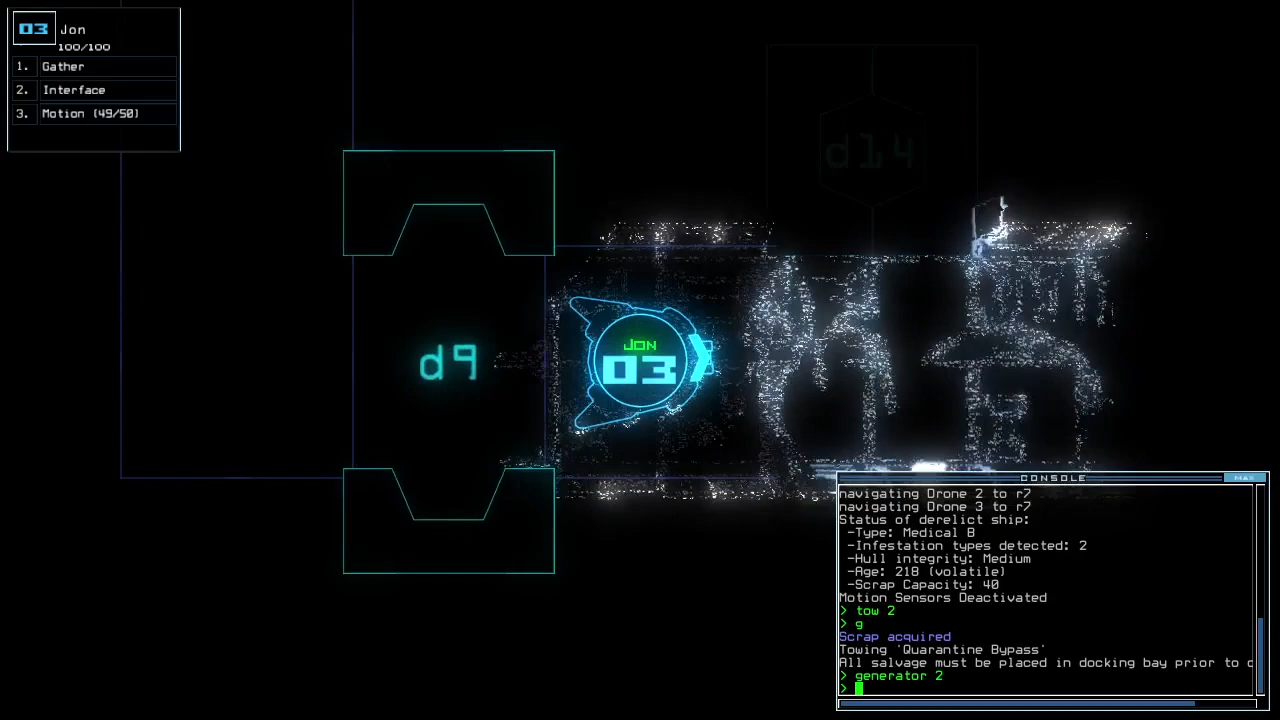 03 Jon
100/100
1. Gather
2. Interface
3. Motion (49/50)
d14
d9
JON
03
CONSOLE
MAX
navigating Drone 2 to r7
navigating Drone 3 to r7
Status of derelict ship:
-Type: Medical B
-Infestation types detected: 2
-Hull integrity: Medium
-Age: 218 (volatile)
-Scrap Capacity: 40
Motion Sensors Deactivated
> tow 2
> g
Scrap acquired
Towing 'Quarantine Bypass'
All salvage must be placed in docking bay prior to
> generator 2
>